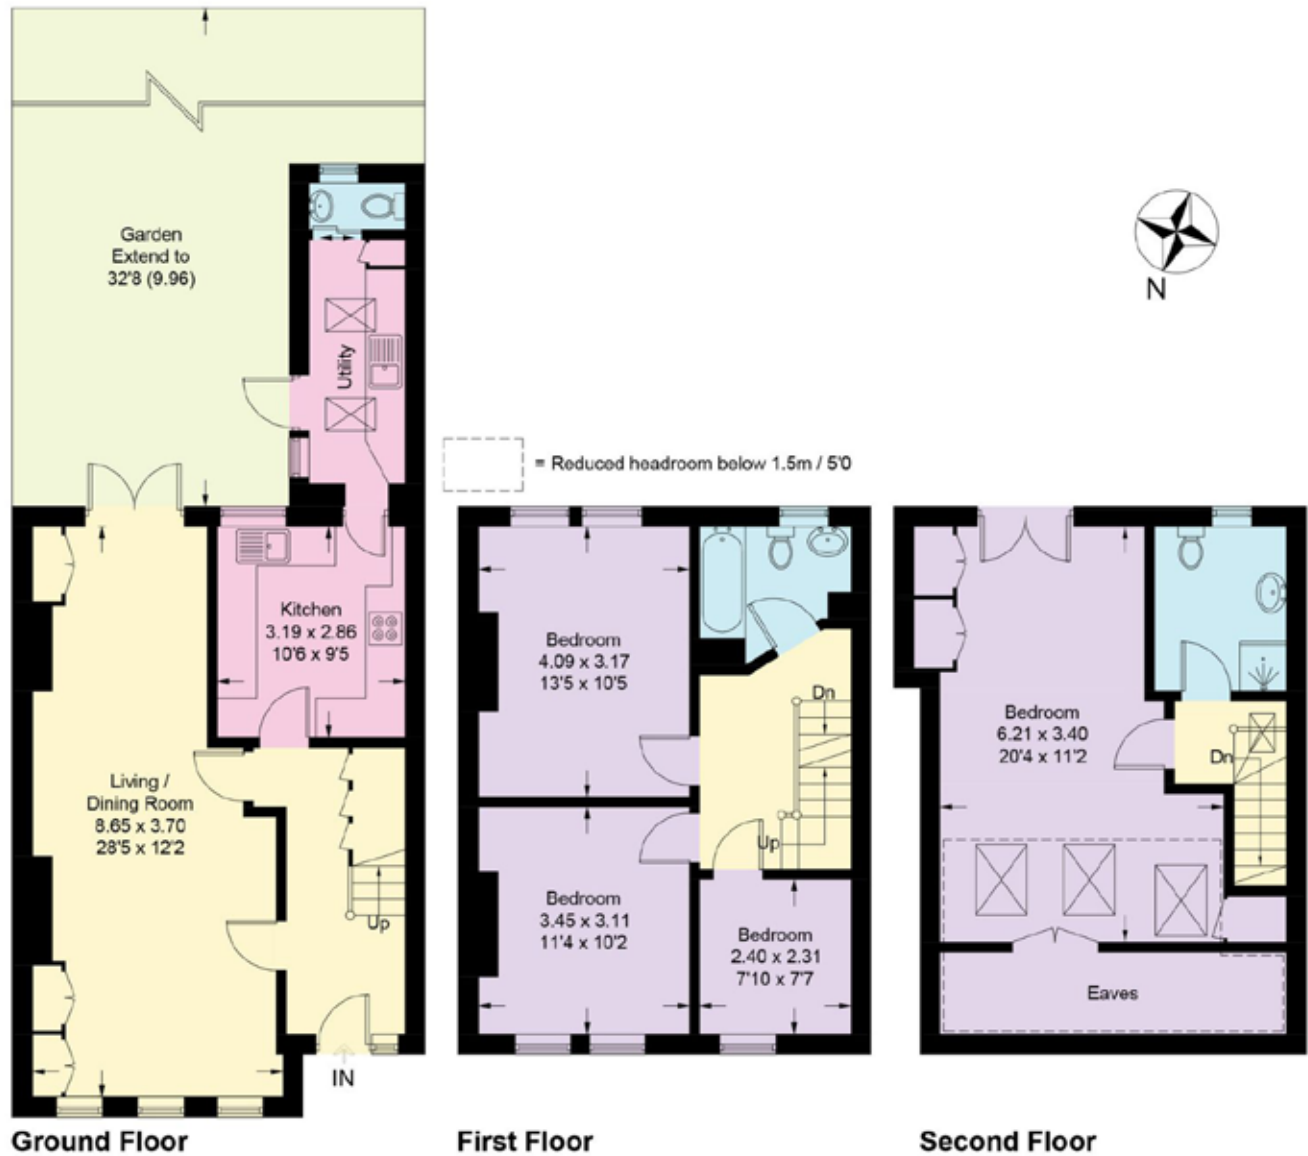 Garden
Extend to
32'8 (9.96)
Utility
Kitchen
3.19 x 2.86
10'6 x 9'5
Living /
Dining Room
8.65 x 3.70
28'5 x 12'2
Up
IN
Ground Floor
N
= Reduced headroom below 1.5m / 5'0
Bedroom
4.09 x 3.17
13'5 x 10'5
Dn
Up
Bedroom
3.45 x 3.11
11'4 x 10'2
Bedroom
2.40 x 2.31
7'10 x 7'7
First Floor
Bedroom
6.21 x 3.40
20'4 x 11'2
Dn
Eaves
Second Floor